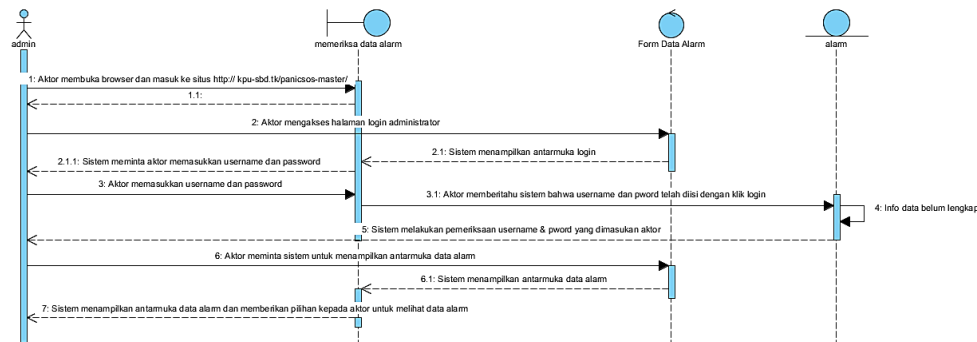 admin
memeriksa data alarm
Form Data Alarm
alarm
1: Aktor membuka browser dan masuk ke situs http:// kpu-sbd.tk/panicsos-master/
1.1:
2: Aktor mengakses halaman login administrator
2.1: Sistem menampilkan antarmuka login
2.1.1: Sistem meminta aktor memasukkan username dan password
3: Aktor memasukkan username dan password
3.1: Aktor memberitahu sistem bahwa username dan pword telah diisi dengan klik login
4: Info data belum lengkap
5: Sistem melakukan pemeriksaan username & pword yang dimasukan aktor
6: Aktor meminta sistem untuk menampilkan antarmuka data alarm
6.1: Sistem menampilkan antarmuka data alarm
7: Sistem menampilkan antarmuka data alarm dan memberikan pilihan kepada aktor untuk melihat data alarm